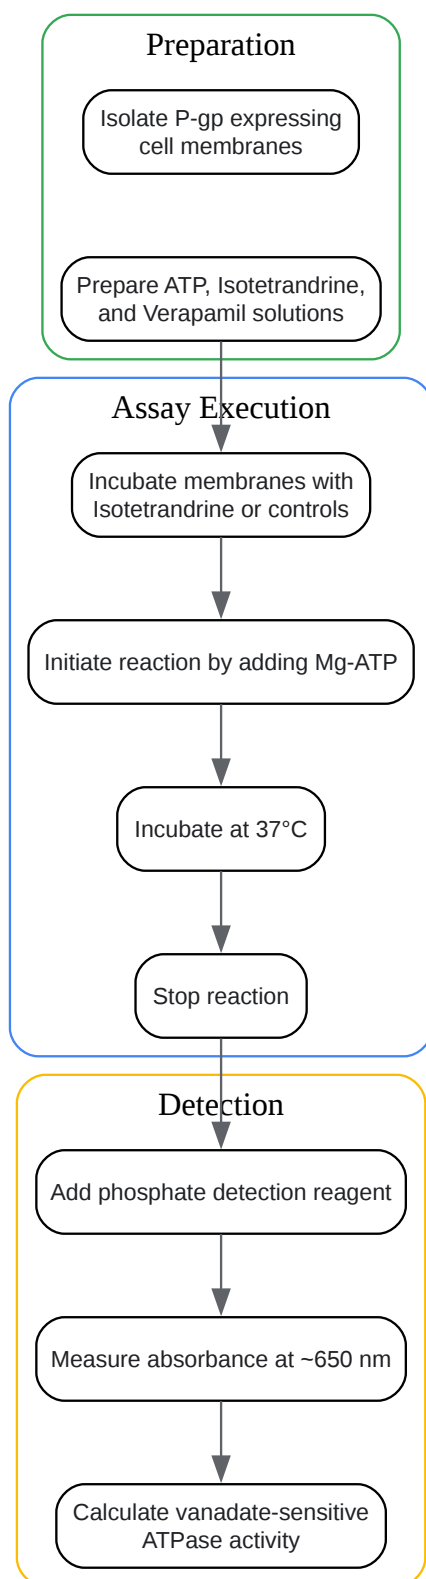 Preparation
Isolate P-gp expressing
cell membranes
Prepare ATP, Isotetrandrine,
and Verapamil solutions
Assay Execution
Incubate membranes with
Isotetrandrine or controls
Initiate reaction by adding Mg-ATP
Incubate at 37°C
Stop reaction
Detection
Add phosphate detection reagent
Measure absorbance at ~650 nm
Calculate vanadate-sensitive
ATPase activity